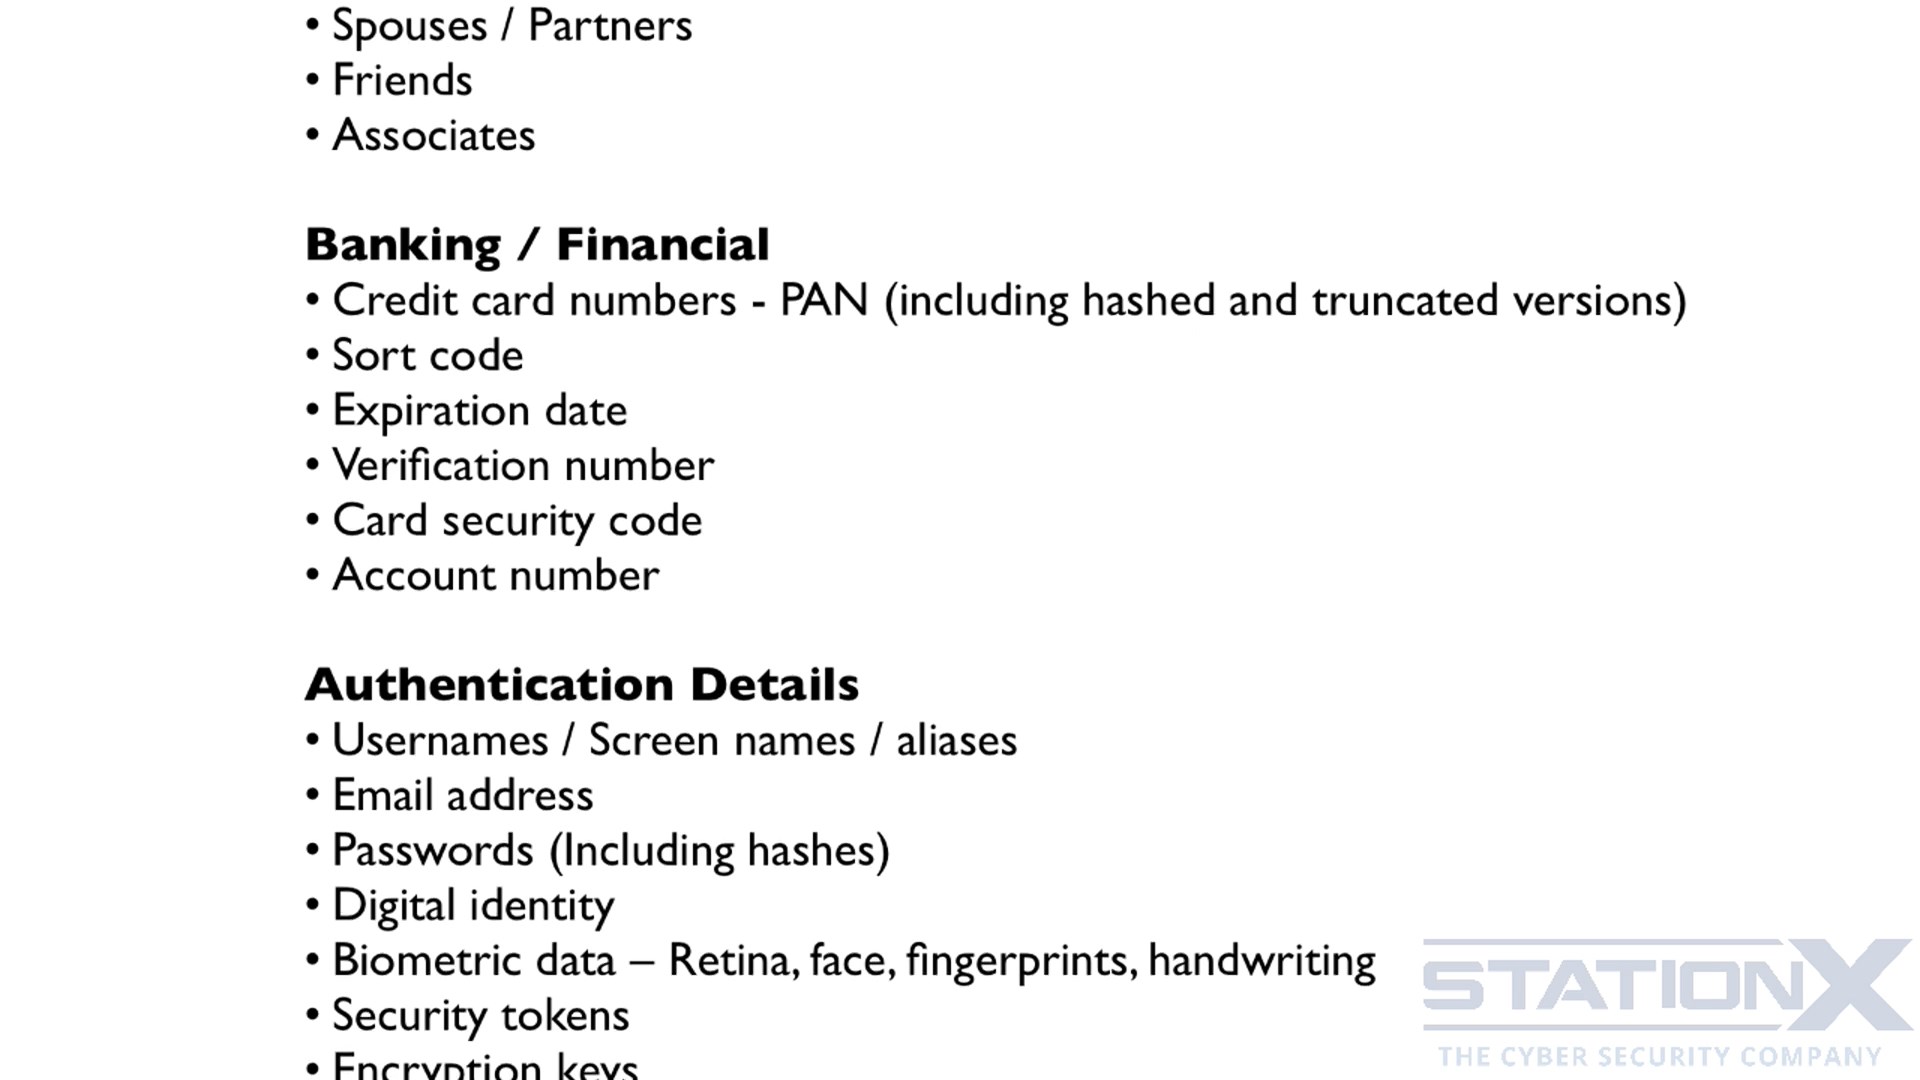 • Spouses / Partners
• Friends
• Associates
Banking / Financial
• Credit card numbers - PAN (including hashed and truncated versions)
• Sort code
• Expiration date
• Verification number
• Card security code
• Account number
Authentication Details
• Usernames / Screen names / aliases
• Email address
• Passwords (Including hashes)
• Digital identity
• Biometric data – Retina, face, fingerprints, handwriting
• Security tokens
• Encryption keys
STATIONX
THE CYBER SECURITY COMPANY